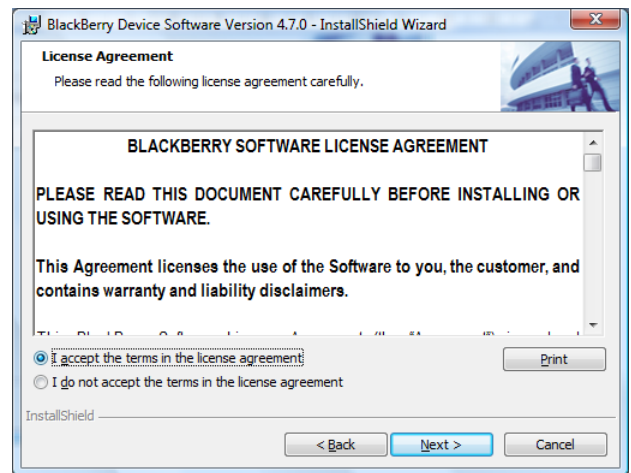 BlackBerry Device Software Version 4.7.0 - InstallShield Wizard
License Agreement
Please read the following license agreement carefully.
BLACKBERRY SOFTWARE LICENSE AGREEMENT
PLEASE READ THIS DOCUMENT CAREFULLY BEFORE INSTALLING OR
USING THE SOFTWARE.
This Agreement licenses the use of the Software to you, the customer, and
contains warranty and liability disclaimers.
I accept the terms in the license agreement
Print
I do not accept the terms in the license agreement
InstallShield
< Back
Next >
Cancel